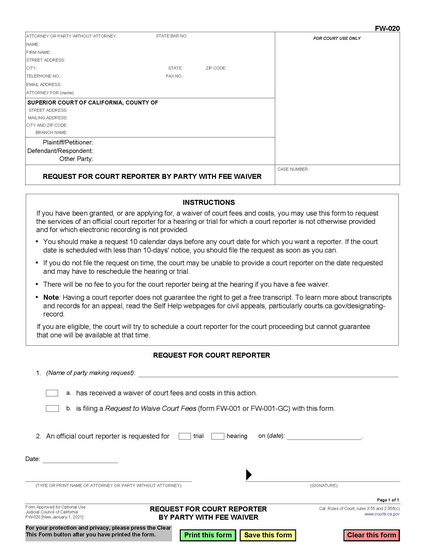 FW-020
ATTORNEY OR PARTY WITHOUT ATTORNEY: STATE BAR NO:
FOR COURT USE ONLY
NAME:
FIRM NAME:
STREET ADDRESS:
CITY: STATE: ZIP CODE:
TELEPHONE NO.: FAX NO.:
EMAIL ADDRESS:
ATTORNEY FOR (name):
SUPERIOR COURT OF CALIFORNIA, COUNTY OF
STREET ADDRESS:
MAILING ADDRESS:
CITY AND ZIP CODE:
BRANCH NAME:
Plaintiff/Petitioner:
Defendant/Respondent:
Other Party:
REQUEST FOR COURT REPORTER BY PARTY WITH FEE WAIVER
CASE NUMBER:
INSTRUCTIONS
If you have been granted, or are applying for, a waiver of court fees and costs, you may use this form to request
the services of an official court reporter for a hearing or trial for which a court reporter is not otherwise provided
and for which electronic recording is not provided.
• You should make a request 10 calendar days before any court date for which you want a reporter. If the court
date is scheduled with less than 10-days' notice, you should file the request as soon as you can.
• If you do not file the request on time, the court may be unable to provide a court reporter on the date requested
and may have to reschedule the hearing or trial.
• There will be no fee to you for the court reporter being at the hearing if you have a fee waiver.
• Note: Having a court reporter does not guarantee the right to get a free transcript. To learn more about transcripts
and records for an appeal, read the Self Help webpages for civil appeals, particularly courts.ca.gov/designating-
record.
If you are eligible, the court will try to schedule a court reporter for the court proceeding but cannot guarantee
that one will be available at that time.
REQUEST FOR COURT REPORTER
1. (Name of party making request):
a. has received a waiver of court fees and costs in this action.
b. is filing a Request to Waive Court Fees (form FW-001 or FW-001-GC) with this form.
2. An official court reporter is requested for trial hearing on (date):
Date:
(TYPE OR PRINT NAME OF ATTORNEY OR PARTY WITHOUT ATTORNEY) (SIGNATURE)
Page 1 of 1
Form Approved for Optional Use
Judicial Council of California
FW-020 [New January 1, 2021]
REQUEST FOR COURT REPORTER
BY PARTY WITH FEE WAIVER
Cal. Rules of Court, rules 3.55 and 2.956(c)
www.courts.ca.gov
For your protection and privacy, please press the Clear
This Form button after you have printed the form.
Print this form Save this form Clear this form